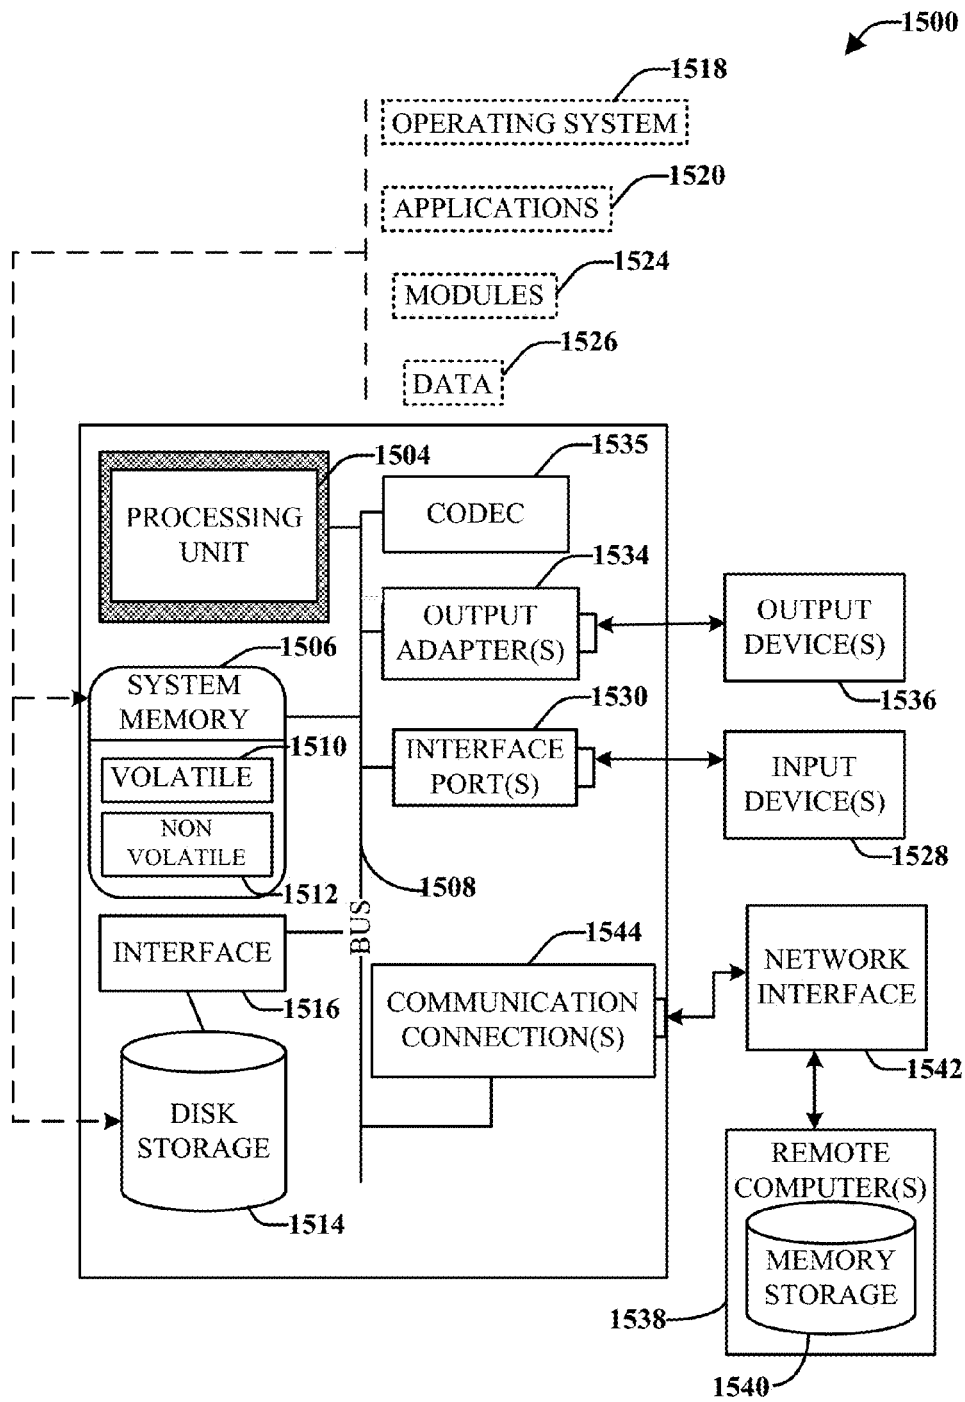 1500
1518
OPERATING SYSTEM
1520
APPLICATIONS
1524
MODULES
1526
DATA
1504
PROCESSING
UNIT
1535
CODEC
1534
OUTPUT
ADAPTER(S)
OUTPUT
DEVICE(S)
1536
1506
SYSTEM
MEMORY
1510
VOLATILE
NON
VOLATILE
1512
1530
INTERFACE
PORT(S)
INPUT
DEVICE(S)
1528
1508
BUS
INTERFACE
1516
1544
COMMUNICATION
CONNECTION(S)
NETWORK
INTERFACE
1542
DISK
STORAGE
1514
REMOTE
COMPUTER(S)
MEMORY
STORAGE
1538
1540